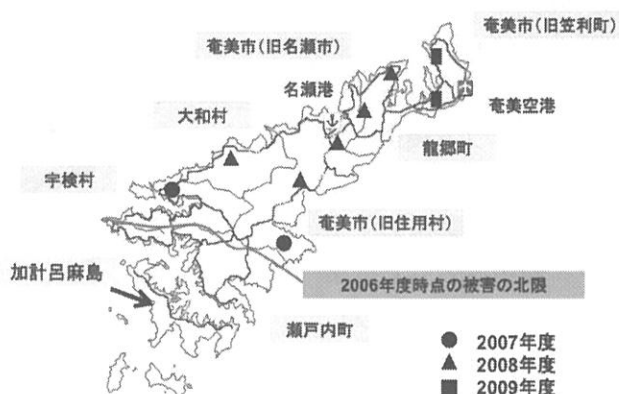 奄美市(旧笠利町)
奄美市(旧名瀬市)
名瀬港
奄美空港
大和村
龍郷町
宇検村
奄美市(旧住用村)
加計呂麻島
2006年度時点の被害の北限
瀬戸内町
● 2007年度
▲ 2008年度
■ 2009年度